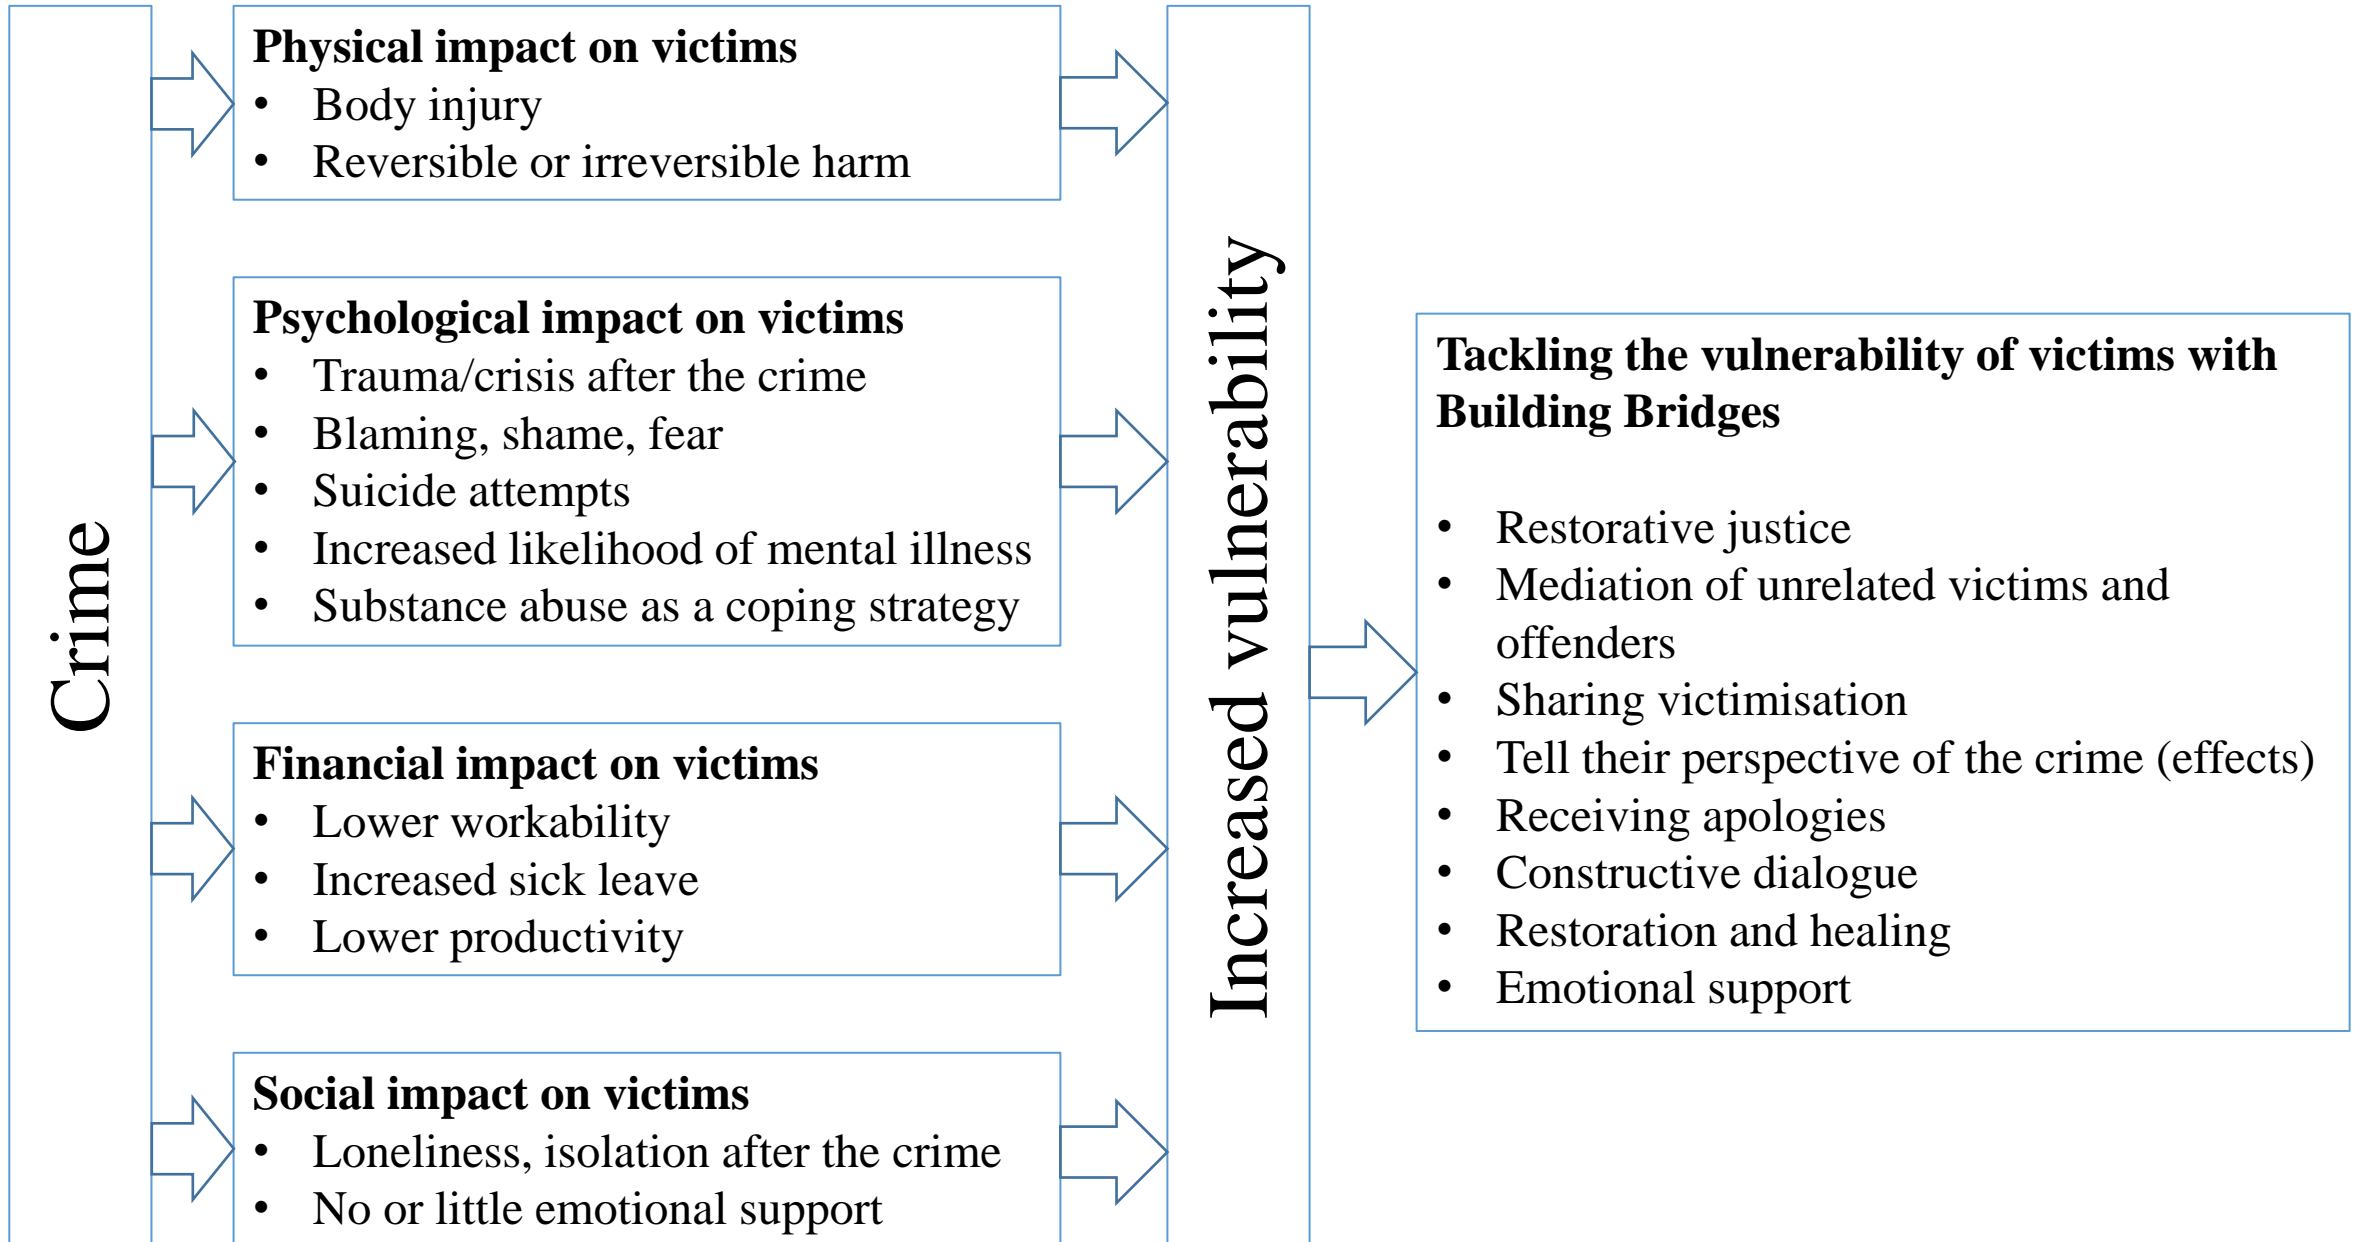 Crime
Physical impact on victims
• Body injury
• Reversible or irreversible harm
Psychological impact on victims
• Trauma/crisis after the crime
• Blaming, shame, fear
• Suicide attempts
• Increased likelihood of mental illness
• Substance abuse as a coping strategy
Financial impact on victims
• Lower workability
• Increased sick leave
• Lower productivity
Social impact on victims
• Loneliness, isolation after the crime
• No or little emotional support
Increased vulnerability
Tackling the vulnerability of victims with
Building Bridges
• Restorative justice
• Mediation of unrelated victims and
offenders
• Sharing victimisation
• Tell their perspective of the crime (effects)
• Receiving apologies
• Constructive dialogue
• Restoration and healing
• Emotional support